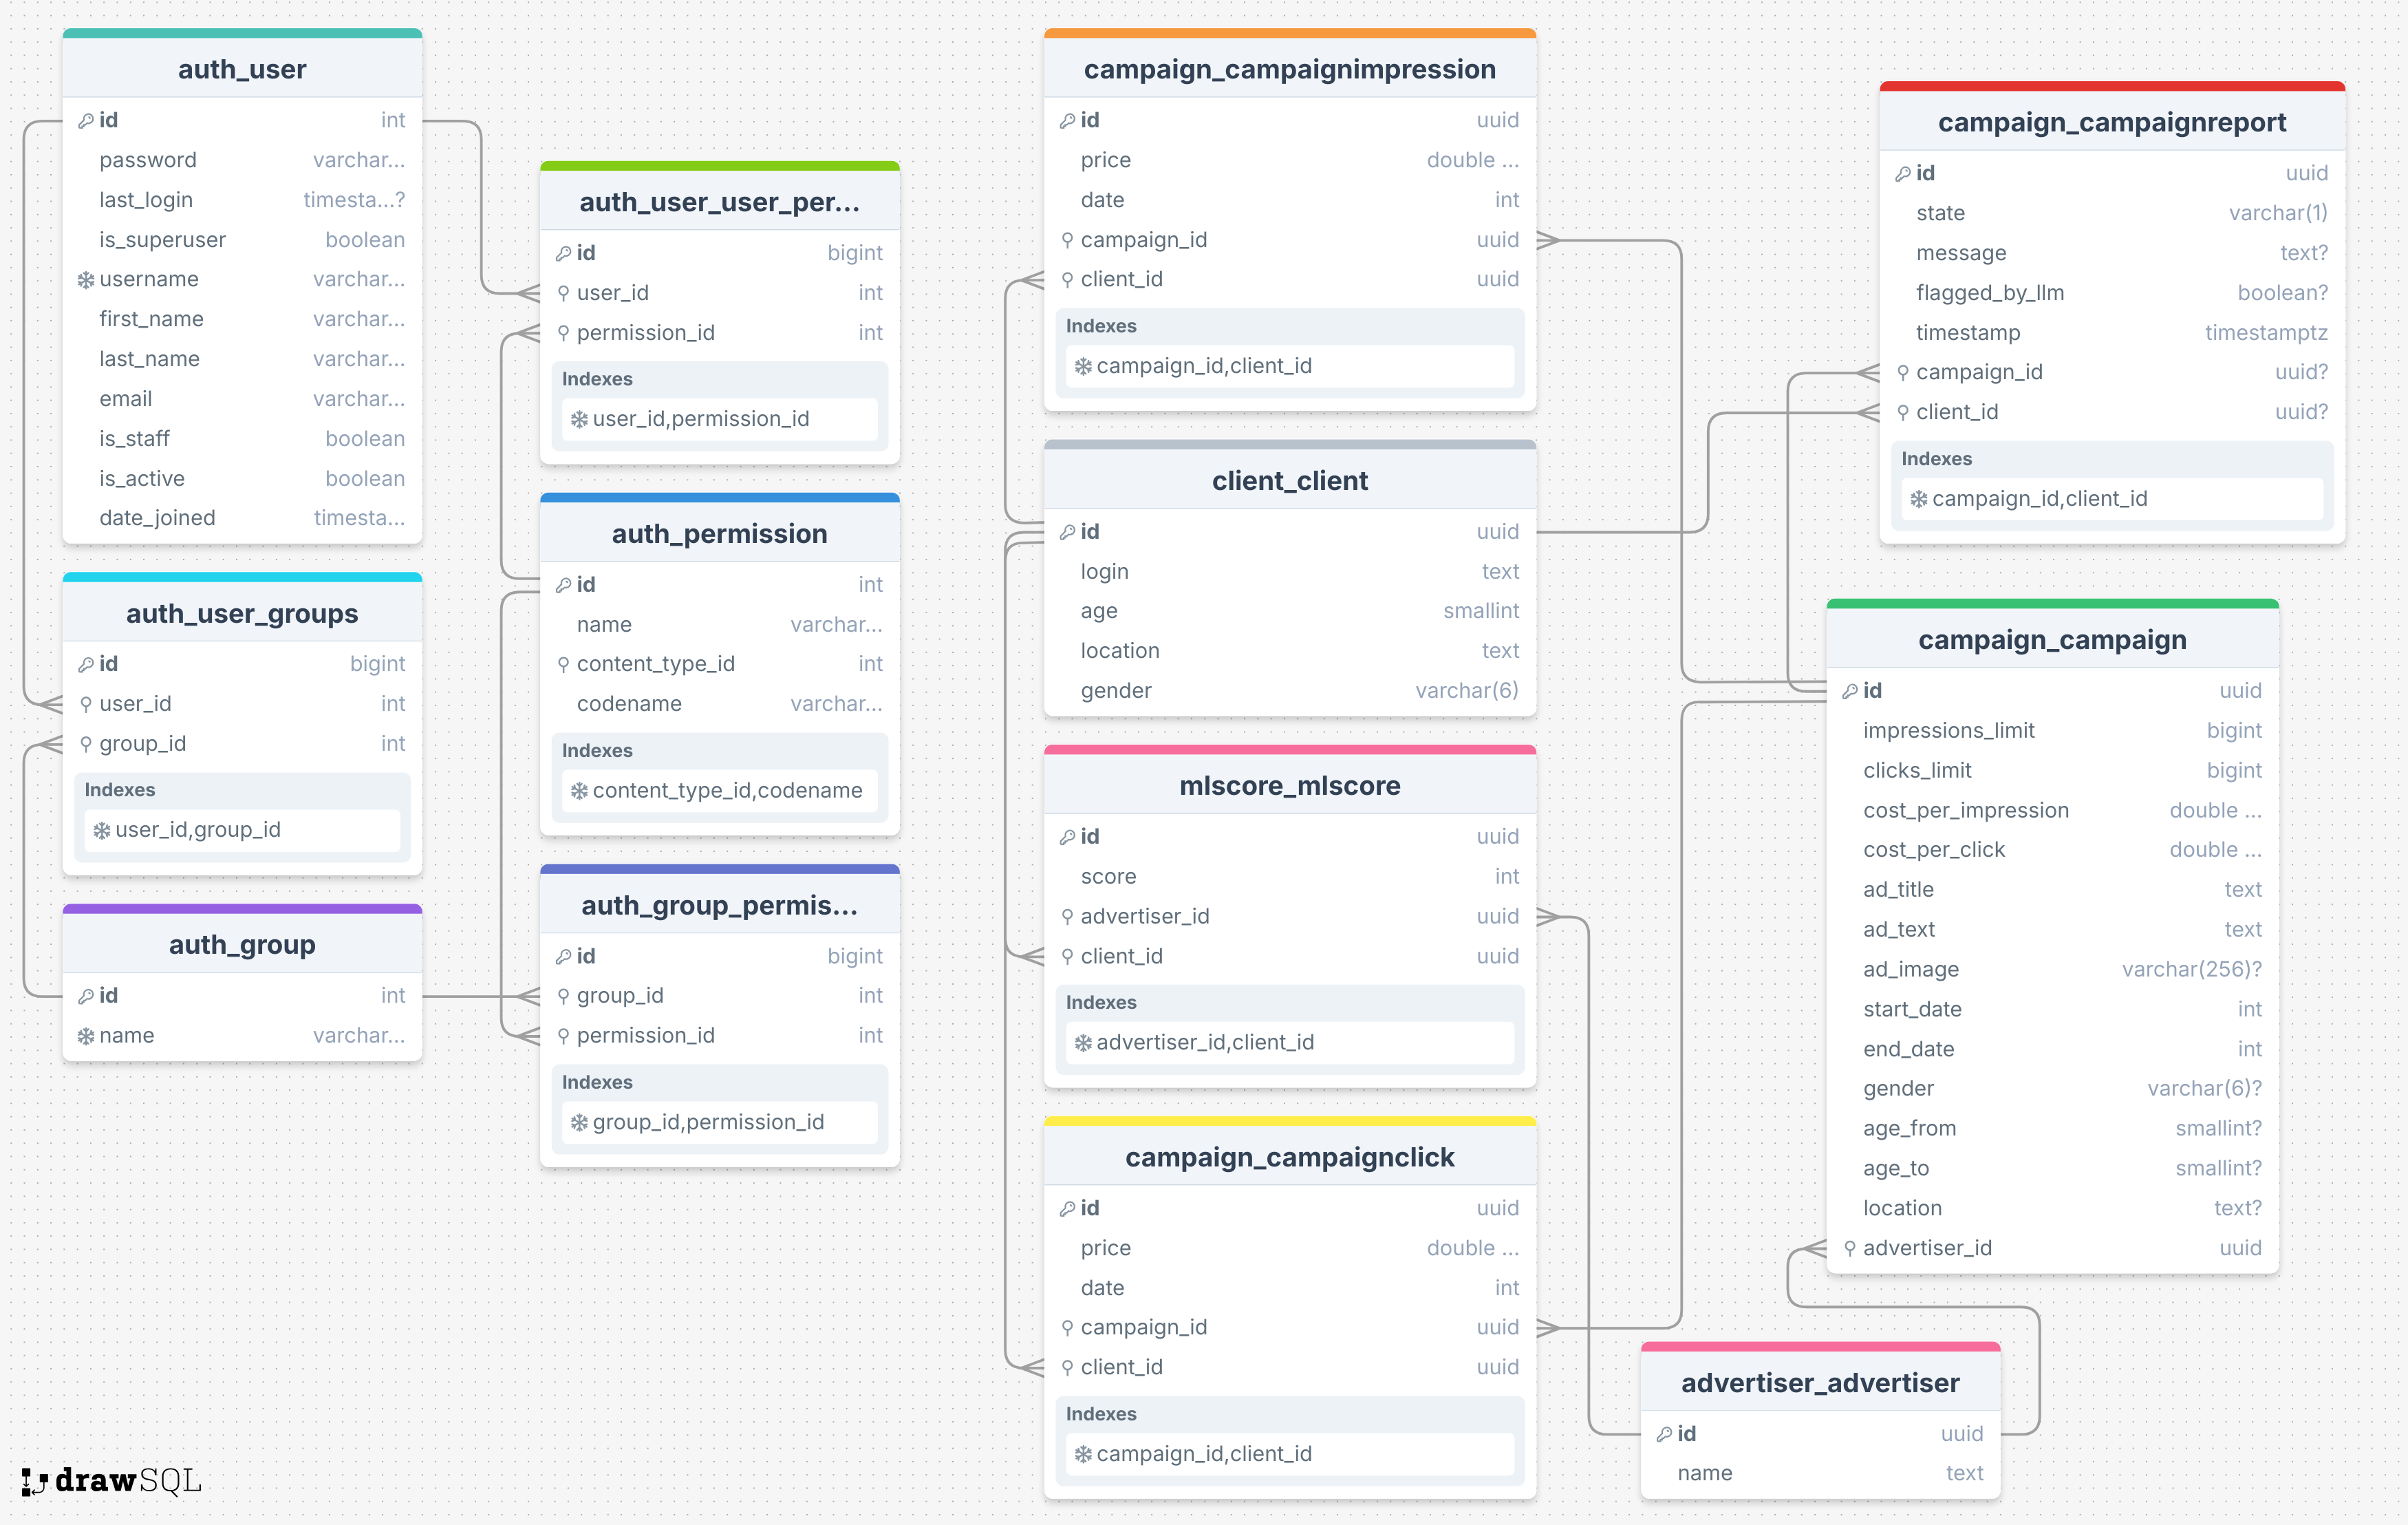 auth_user
id int
password varchar...
last_login timesta...?
is_superuser boolean
username varchar...
first_name varchar...
last_name varchar...
email varchar...
is_staff boolean
is_active boolean
date_joined timesta...
auth_user_groups
id bigint
user_id int
group_id int
Indexes
user_id,group_id
auth_group
id int
name varchar...
auth_user_user_per...
id bigint
user_id int
permission_id int
Indexes
user_id,permission_id
auth_permission
id int
name varchar...
content_type_id int
codename varchar...
Indexes
content_type_id,codename
auth_group_permis...
id bigint
group_id int
permission_id int
Indexes
group_id,permission_id
campaign_campaignimpression
id uuid
price double ...
date int
campaign_id uuid
client_id uuid
Indexes
campaign_id,client_id
client_client
id uuid
login text
age smallint
location text
gender varchar(6)
mlscore_mlscore
id uuid
score int
advertiser_id uuid
client_id uuid
Indexes
advertiser_id,client_id
campaign_campaignclick
id uuid
price double ...
date int
campaign_id uuid
client_id uuid
Indexes
campaign_id,client_id
campaign_campaignreport
id uuid
state varchar(1)
message text?
flagged_by_llm boolean?
timestamp timestamptz
campaign_id uuid?
client_id uuid?
Indexes
campaign_id,client_id
campaign_campaign
id uuid
impressions_limit bigint
clicks_limit bigint
cost_per_impression double ...
cost_per_click double ...
ad_title text
ad_text text
ad_image varchar(256)?
start_date int
end_date int
gender varchar(6)?
age_from smallint?
age_to smallint?
location text?
advertiser_id uuid
advertiser_advertiser
id uuid
name text
drawSQL